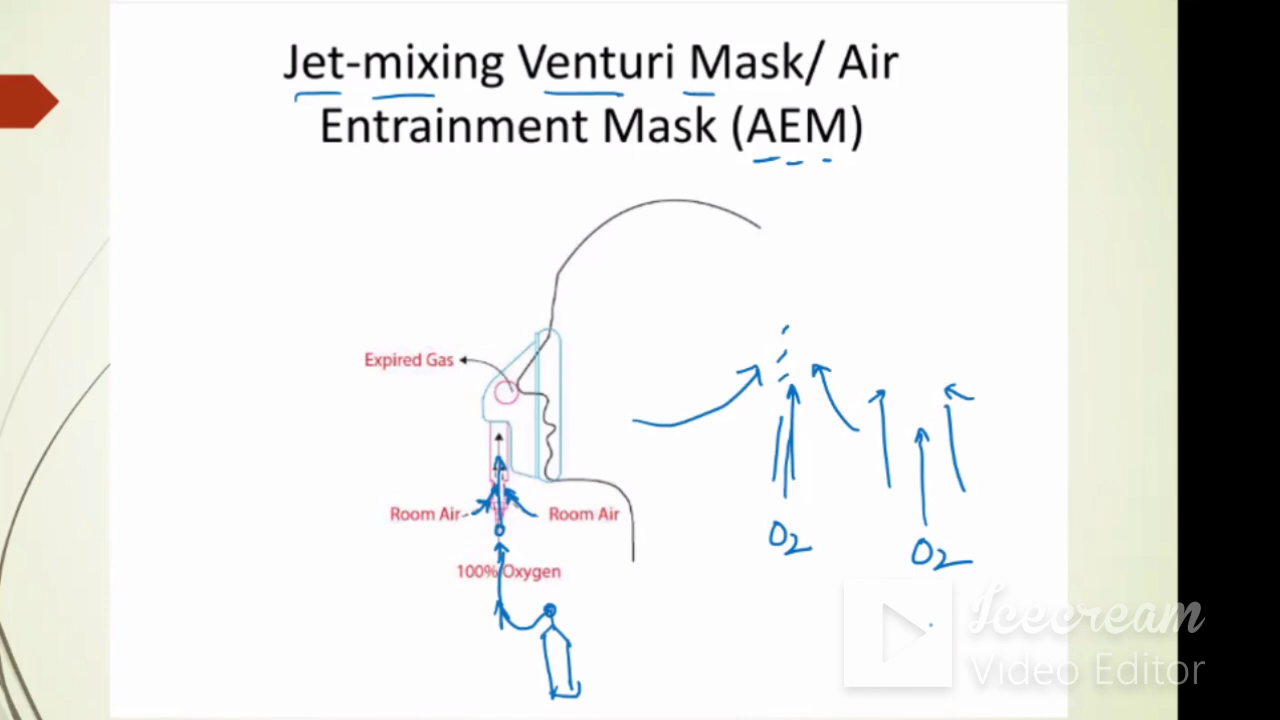 Jet-mixing Venturi Mask/ Air
Entrainment Mask (AEM)
Expired Gas
Room Air
Room Air
100% Oxygen
O2
O2
Icecream
Video Editor